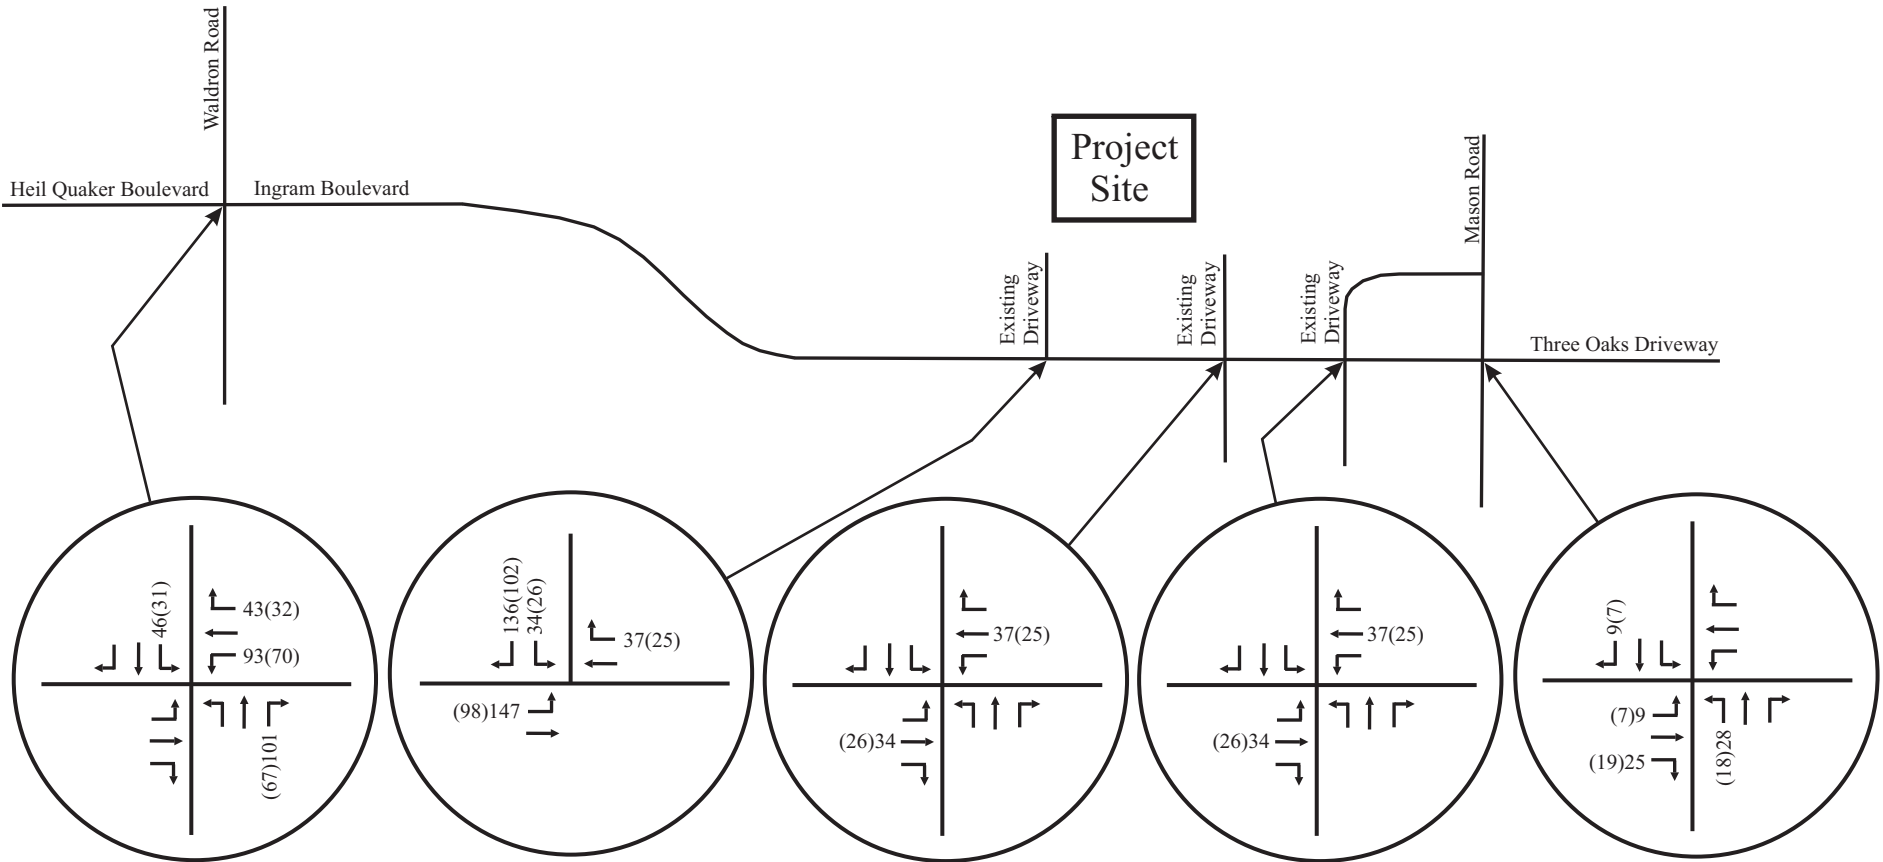 Waldron Road
Heil Quaker Boulevard
Ingram Boulevard
Project
Site
Existing
Driveway
Existing
Driveway
Existing
Driveway
Mason Road
Three Oaks Driveway
46(31)
43(32)
93(70)
(67)101
136(102)
34(26)
37(25)
(98)147
37(25)
(26)34
37(25)
(26)34
9(7)
(7)9
(19)25
(18)28